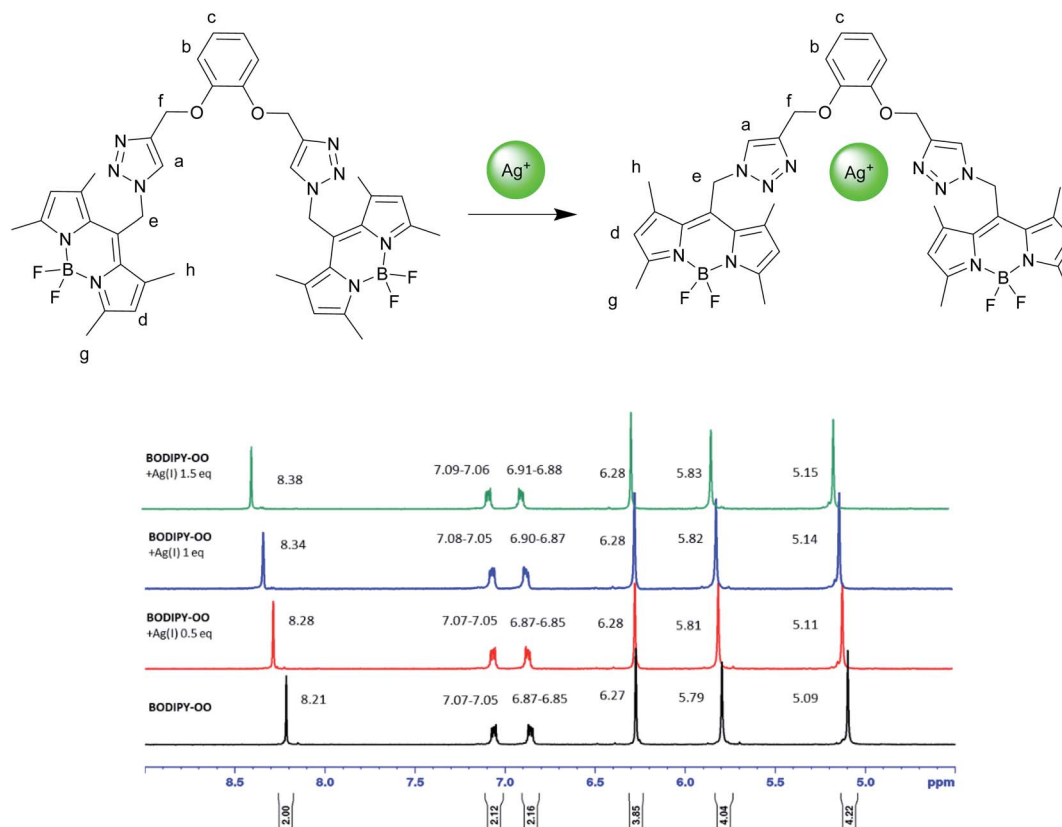 c
b
f
O
O
N
N
N
a
N
N
N
e
N
F
B
F
N
h
d
g
N
B
F
N
F
Ag⁺
c
b
f
O
O
a
N
N
N
e
h
d
g
N
N
B
F
F
Ag⁺
N
N
N
N
N
B
F
F
BODIPY-OO
+Ag(I) 1.5 eq
8.38
7.09-7.06
6.91-6.88
6.28
5.83
5.15
BODIPY-OO
+Ag(I) 1 eq
8.34
7.08-7.05
6.90-6.87
6.28
5.82
5.14
BODIPY-OO
+Ag(I) 0.5 eq
8.28
7.07-7.05
6.87-6.85
6.28
5.81
5.11
BODIPY-OO
8.21
7.07-7.05
6.87-6.85
6.27
5.79
5.09
8.5 8.0 7.5 7.0 6.5 6.0 5.5 5.0 ppm
2.00 2.12 2.16 3.85 4.04 4.22